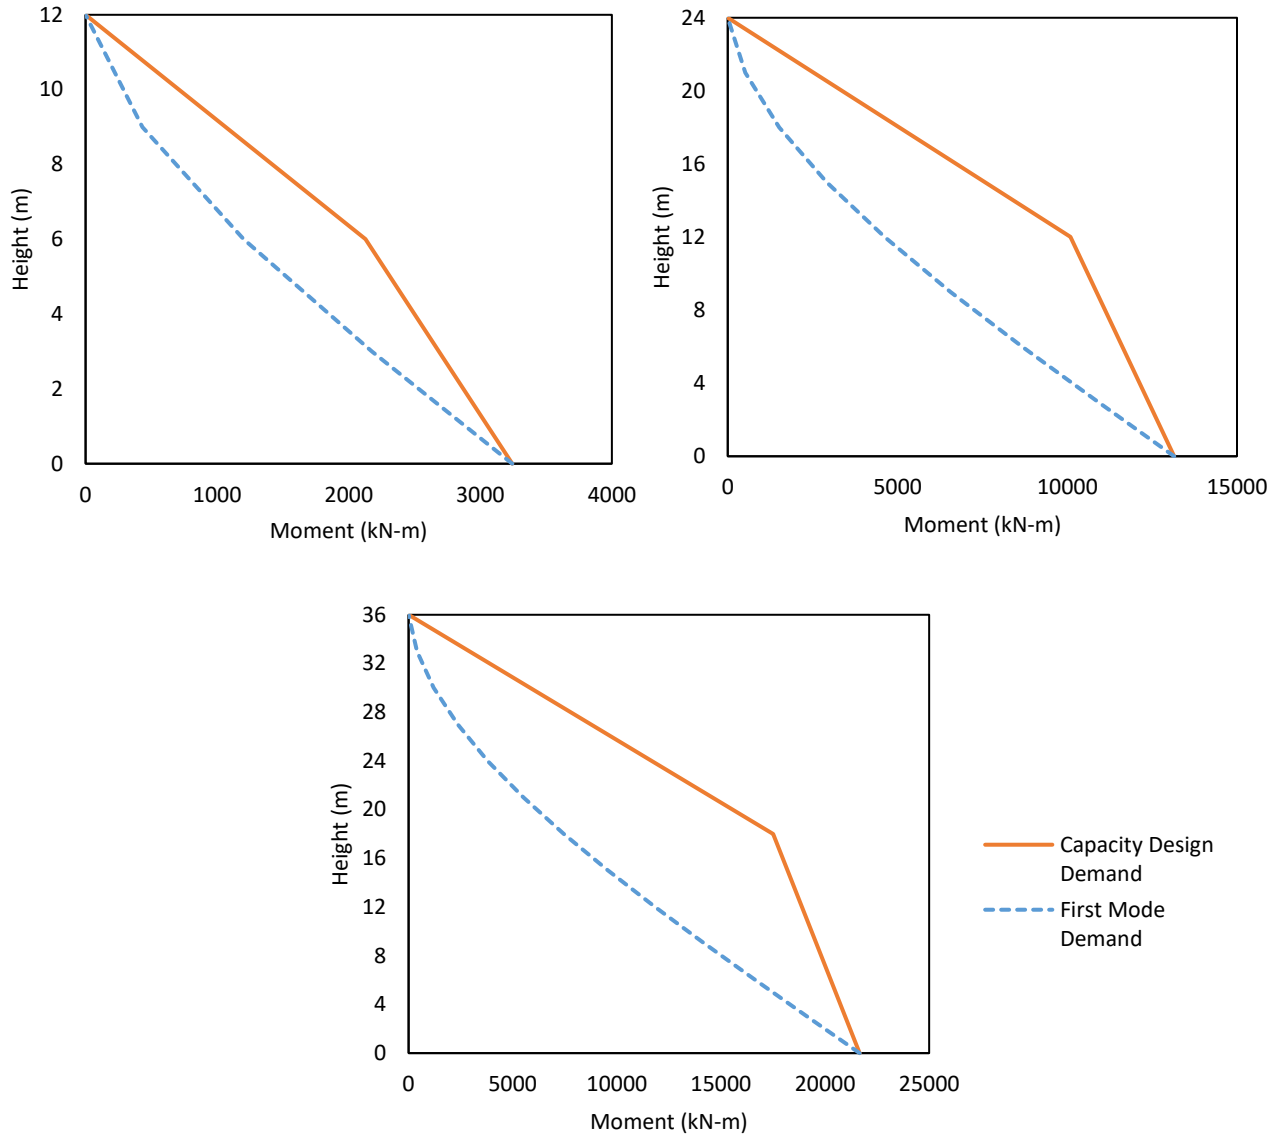 12
10
8
6
4
2
0
Height (m)
0 1000 2000 3000 4000
Moment (kN-m)
24
20
16
12
8
4
0
Height (m)
0 5000 10000 15000
Moment (kN-m)
36
32
28
24
20
16
12
8
4
0
Height (m)
0 5000 10000 15000 20000 25000
Moment (kN-m)
Capacity Design
Demand
First Mode
Demand